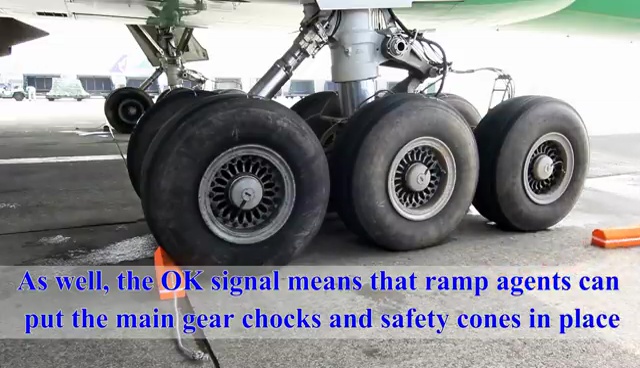 As well, the OK signal means that ramp agents can
put the main gear chocks and safety cones in place